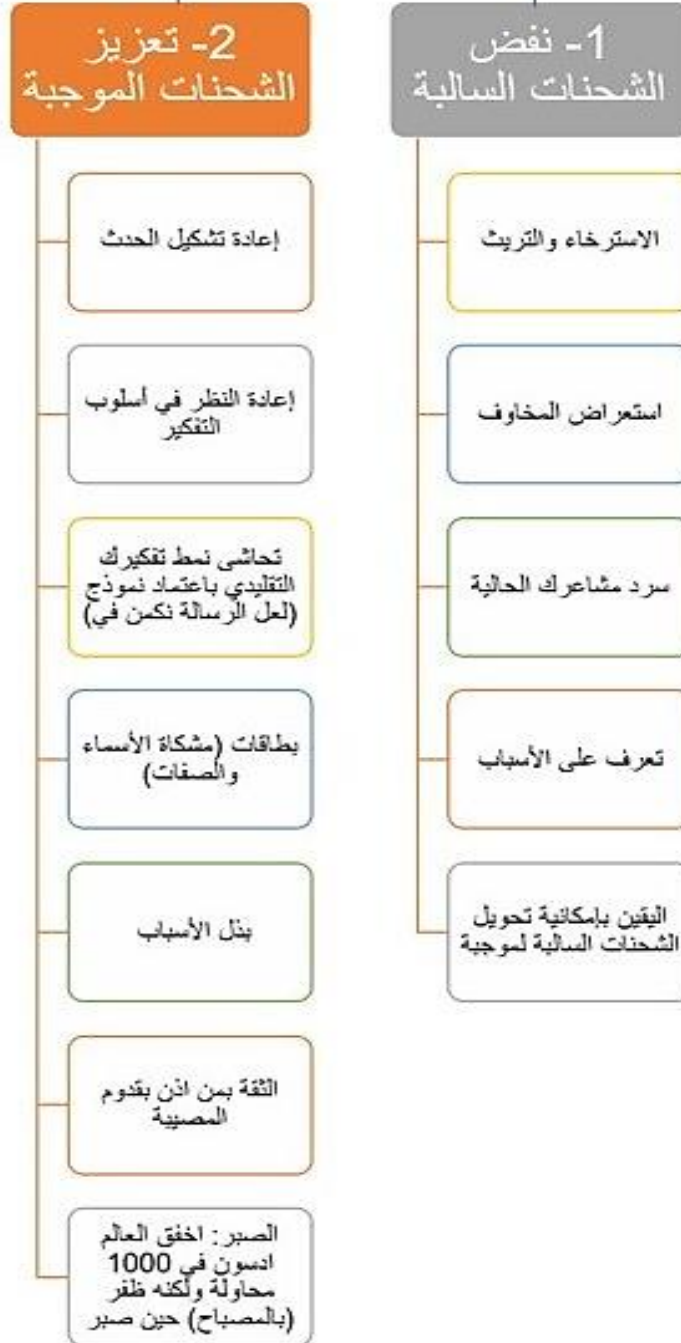 1- نفض
الشحنات السالبة
الاسترخاء والتريث
استعراض المخاوف
سرد مشاعرك الحالية
تعرف على الأسباب
اليقين بإمكانية تحويل
الشحنات السالبة لموجبة
2- تعزيز
الشحنات الموجبة
إعادة تشكيل الحدث
إعادة النظر في أسلوب
التفكير
تحاشى نمط تفكيرك
التقليدي باعتماد نموذج
(لعل الرسالة تكمن في)
بطاقات (مشكاة الأسماء
والصفات)
بذل الأسباب
الثقة بمن اذن بقدوم
المصيبة
الصبر: اخفق العالم
ادسون في 1000
محاولة ولكنه ظفر
(بالمصباح) حين صبر